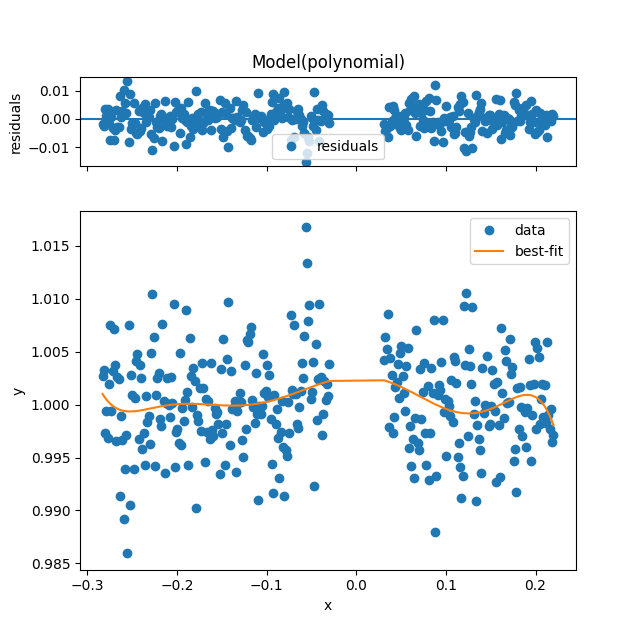 Model(polynomial)
0.01
0.00
−0.01
residuals
residuals
1.015
1.010
1.005
1.000
0.995
0.990
0.985
y
data
best-fit
−0.3
−0.2
−0.1
0.0
0.1
0.2
x